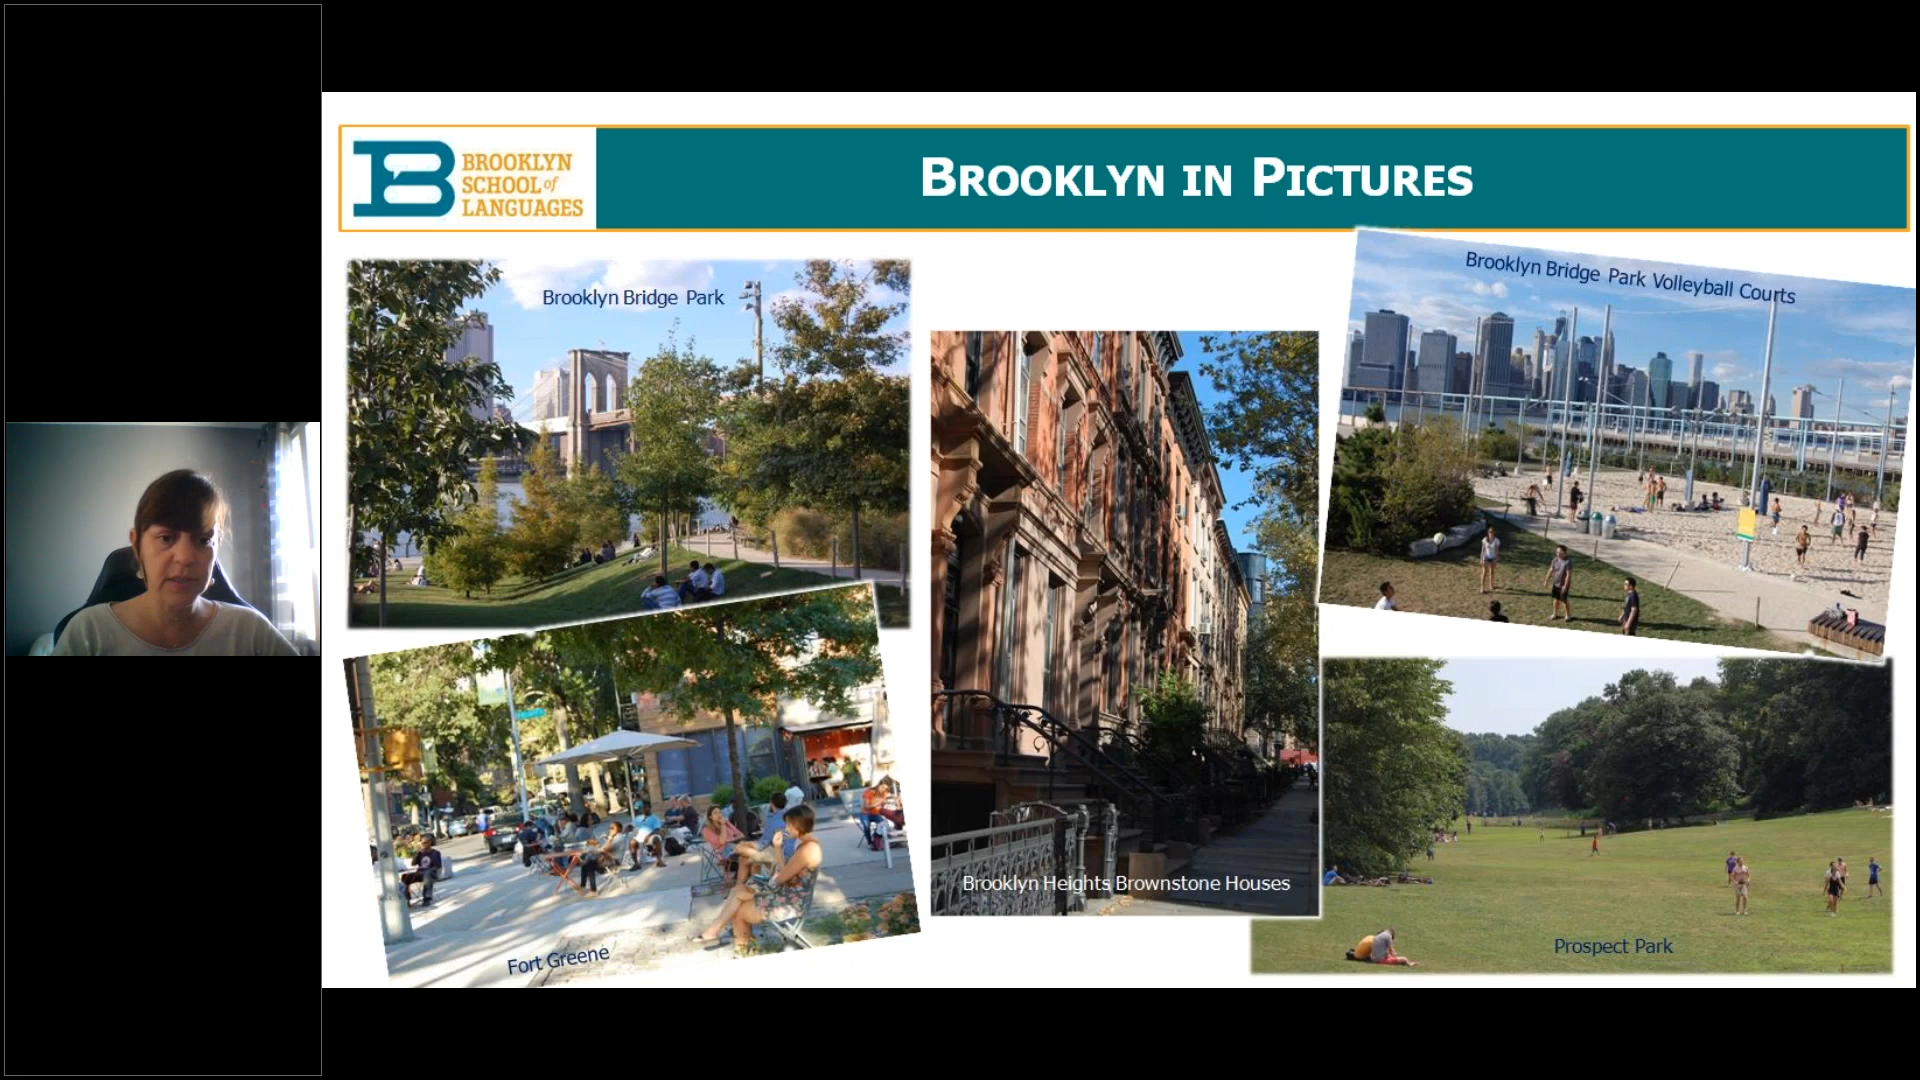 BROOKLYN
SCHOOL of
LANGUAGES
BROOKLYN IN PICTURES
Brooklyn Bridge Park
Brooklyn Bridge Park Volleyball Courts
Brooklyn Heights Brownstone Houses
Fort Greene
Prospect Park